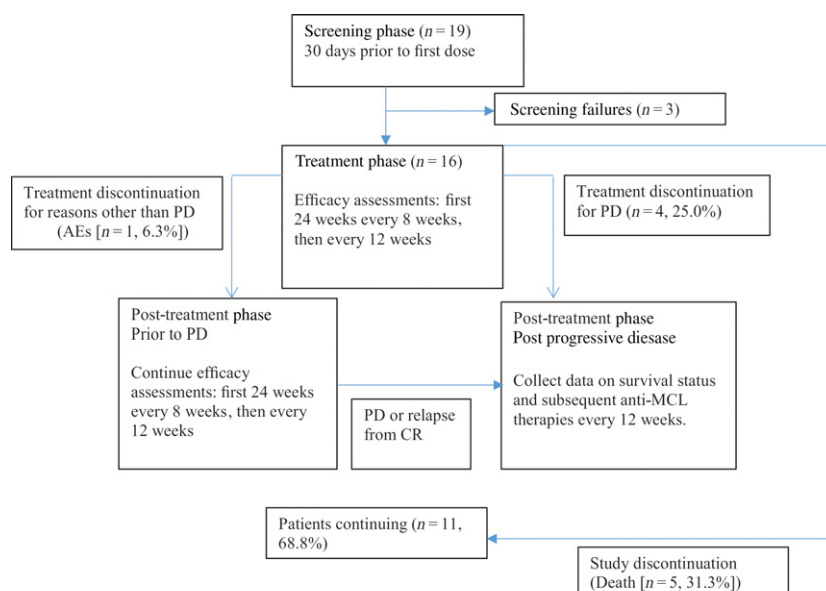 Screening phase (n = 19)
30 days prior to first dose
Screening failures (n = 3)
Treatment phase (n = 16)
Efficacy assessments: first
24 weeks every 8 weeks,
then every 12 weeks
Treatment discontinuation
for reasons other than PD
(AEs [n = 1, 6.3%])
Treatment discontinuation
for PD (n = 4, 25.0%)
Post-treatment phase
Prior to PD
Continue efficacy
assessments: first 24 weeks
every 8 weeks, then every
12 weeks
PD or relapse
from CR
Post-treatment phase
Post progressive diesase
Collect data on survival status
and subsequent anti-MCL
therapies every 12 weeks.
Patients continuing (n = 11,
68.8%)
Study discontinuation
(Death [n = 5, 31.3%])